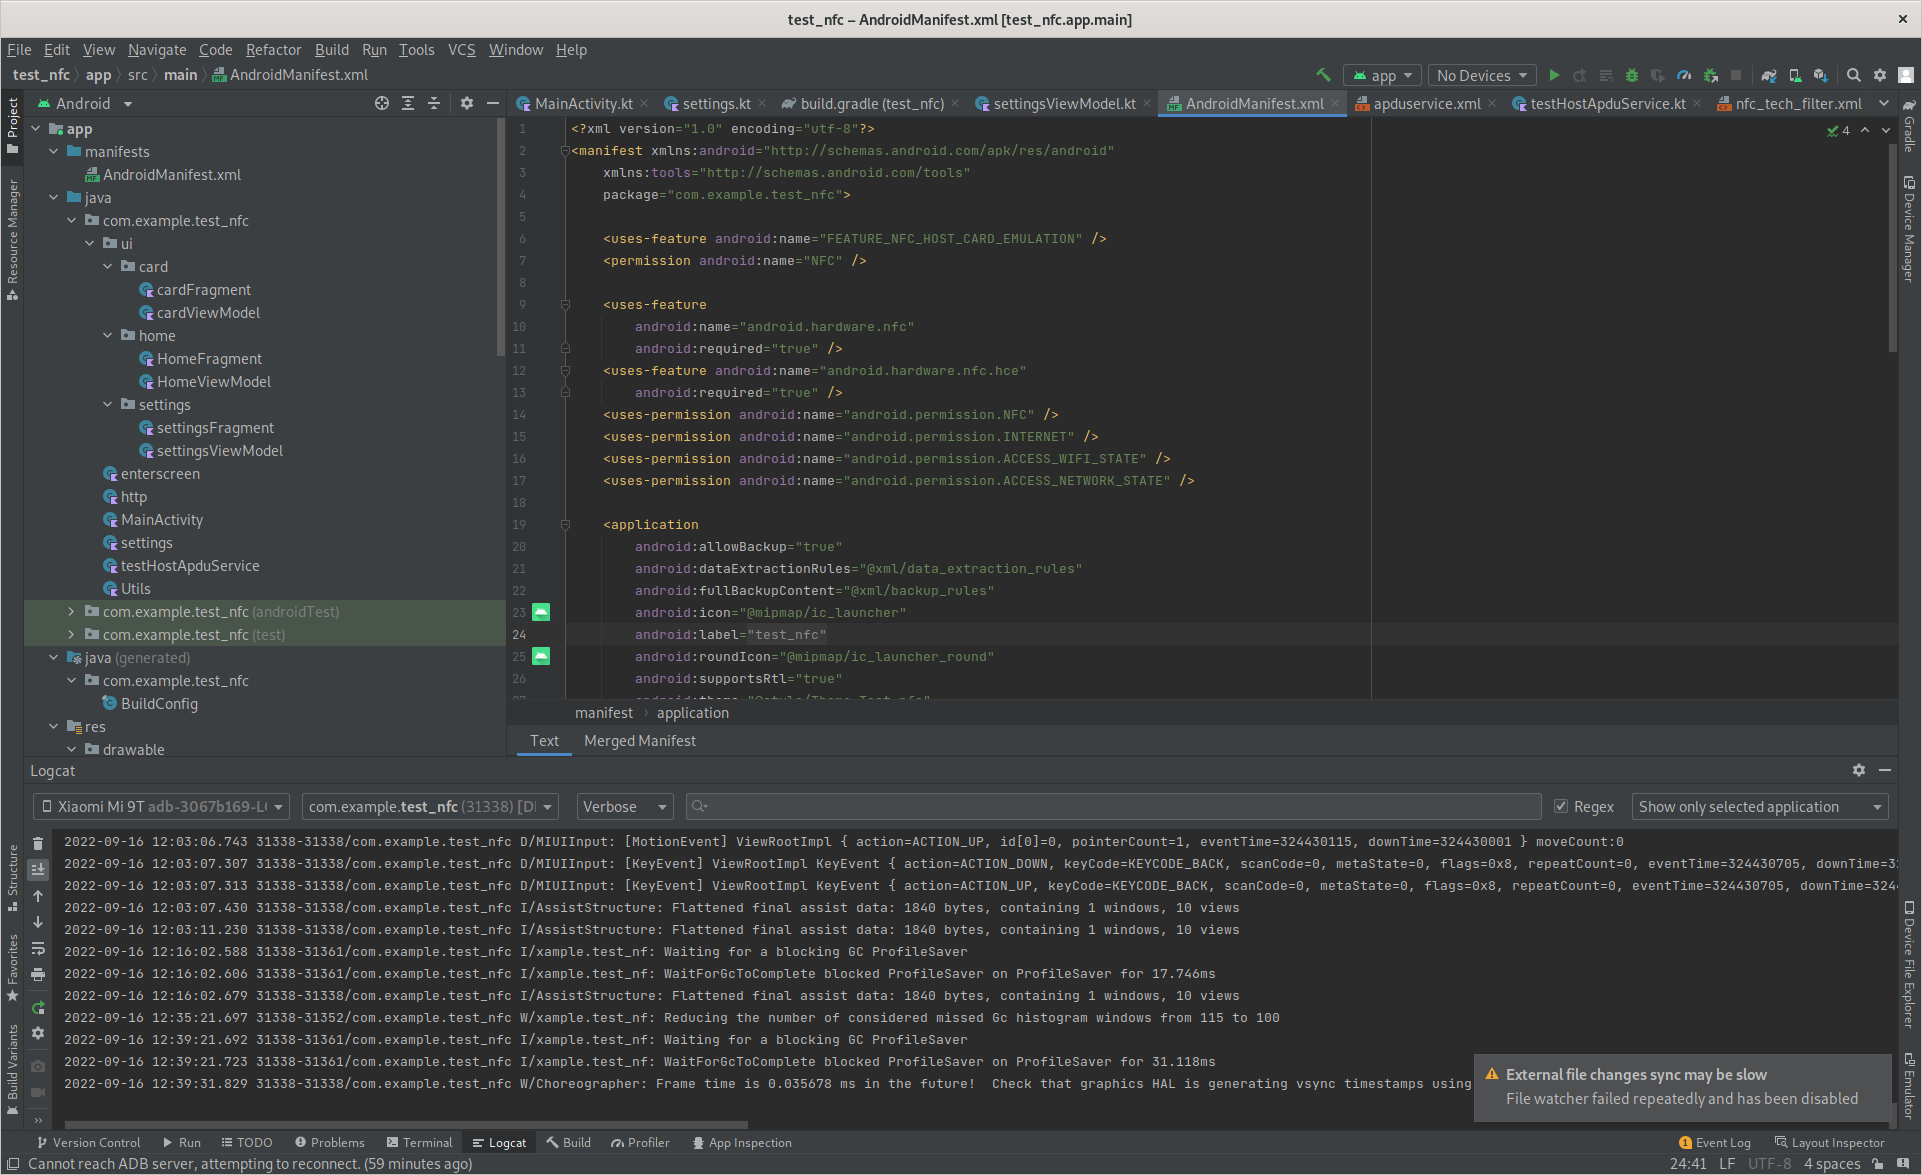 test_nfc – AndroidManifest.xml [test_nfc.app.main]
File Edit View Navigate Code Refactor Build Run Tools VCS Window Help
test_nfc app src main AndroidManifest.xml
app No Devices
Project
Resource Manager
Structure
Favorites
Build Variants
Android
app
manifests
AndroidManifest.xml
java
com.example.test_nfc
ui
card
cardFragment
cardViewModel
home
HomeFragment
HomeViewModel
settings
settingsFragment
settingsViewModel
enterscreen
http
MainActivity
settings
testHostApduService
Utils
com.example.test_nfc (androidTest)
com.example.test_nfc (test)
java (generated)
com.example.test_nfc
BuildConfig
res
drawable
MainActivity.kt settings.kt build.gradle (test_nfc) settingsViewModel.kt AndroidManifest.xml apduservice.xml testHostApduService.kt nfc_tech_filter.xml
4
1 <?xml version="1.0" encoding="utf-8"?>
2 <manifest xmlns:android="http://schemas.android.com/apk/res/android"
3 xmlns:tools="http://schemas.android.com/tools"
4 package="com.example.test_nfc">
5
6 <uses-feature android:name="FEATURE_NFC_HOST_CARD_EMULATION" />
7 <permission android:name="NFC" />
8
9 <uses-feature
10 android:name="android.hardware.nfc"
11 android:required="true" />
12 <uses-feature android:name="android.hardware.nfc.hce"
13 android:required="true" />
14 <uses-permission android:name="android.permission.NFC" />
15 <uses-permission android:name="android.permission.INTERNET" />
16 <uses-permission android:name="android.permission.ACCESS_WIFI_STATE" />
17 <uses-permission android:name="android.permission.ACCESS_NETWORK_STATE" />
18
19 <application
20 android:allowBackup="true"
21 android:dataExtractionRules="@xml/data_extraction_rules"
22 android:fullBackupContent="@xml/backup_rules"
23 android:icon="@mipmap/ic_launcher"
24 android:label="test_nfc"
25 android:roundIcon="@mipmap/ic_launcher_round"
26 android:supportsRtl="true"
manifest application
Text Merged Manifest
Gradle
Device Manager
Device File Explorer
Emulator
Logcat
Xiaomi Mi 9T adb-3067b169-L com.example.test_nfc (31338) [D Verbose Regex Show only selected application
2022-09-16 12:03:06.743 31338-31338/com.example.test_nfc D/MIUIInput: [MotionEvent] ViewRootImpl { action=ACTION_UP, id[0]=0, pointerCount=1, eventTime=324430115, downTime=324430001 } moveCount:0
2022-09-16 12:03:07.307 31338-31338/com.example.test_nfc D/MIUIInput: [KeyEvent] ViewRootImpl KeyEvent { action=ACTION_DOWN, keyCode=KEYCODE_BACK, scanCode=0, metaState=0, flags=0x8, repeatCount=0, eventTime=324430705, downTime=32
2022-09-16 12:03:07.313 31338-31338/com.example.test_nfc D/MIUIInput: [KeyEvent] ViewRootImpl KeyEvent { action=ACTION_UP, keyCode=KEYCODE_BACK, scanCode=0, metaState=0, flags=0x8, repeatCount=0, eventTime=324430705, downTime=3244
2022-09-16 12:03:07.430 31338-31338/com.example.test_nfc I/AssistStructure: Flattened final assist data: 1840 bytes, containing 1 windows, 10 views
2022-09-16 12:03:11.230 31338-31338/com.example.test_nfc I/AssistStructure: Flattened final assist data: 1840 bytes, containing 1 windows, 10 views
2022-09-16 12:16:02.588 31338-31361/com.example.test_nfc I/xample.test_nf: Waiting for a blocking GC ProfileSaver
2022-09-16 12:16:02.606 31338-31361/com.example.test_nfc I/xample.test_nf: WaitForGcToComplete blocked ProfileSaver on ProfileSaver for 17.746ms
2022-09-16 12:16:02.679 31338-31338/com.example.test_nfc I/AssistStructure: Flattened final assist data: 1840 bytes, containing 1 windows, 10 views
2022-09-16 12:35:21.697 31338-31352/com.example.test_nfc W/xample.test_nf: Reducing the number of considered missed Gc histogram windows from 115 to 100
2022-09-16 12:39:21.692 31338-31361/com.example.test_nfc I/xample.test_nf: Waiting for a blocking GC ProfileSaver
2022-09-16 12:39:21.723 31338-31361/com.example.test_nfc I/xample.test_nf: WaitForGcToComplete blocked ProfileSaver on ProfileSaver for 31.118ms
2022-09-16 12:39:31.829 31338-31338/com.example.test_nfc W/Choreographer: Frame time is 0.035678 ms in the future! Check that graphics HAL is generating vsync timestamps using
External file changes sync may be slow
File watcher failed repeatedly and has been disabled
Version Control Run TODO Problems Terminal Logcat Build Profiler App Inspection 1 Event Log Layout Inspector
Cannot reach ADB server, attempting to reconnect. (59 minutes ago) 24:41 LF UTF-8 4 spaces